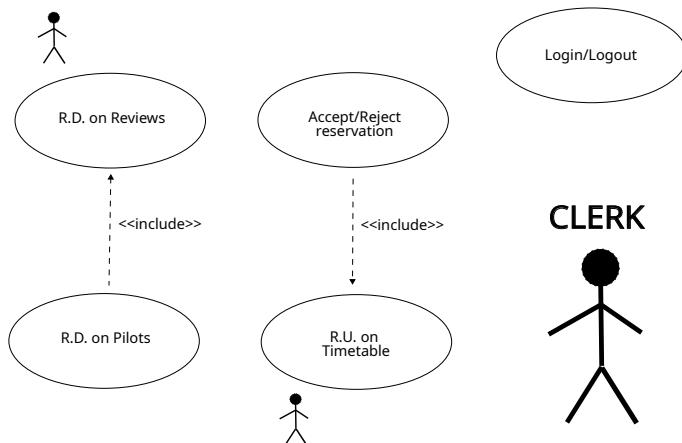 Login/Logout
R.D. on Reviews
Accept/Reject
reservation
<<include>>
<<include>>
CLERK
R.D. on Pilots
R.U. on
Timetable